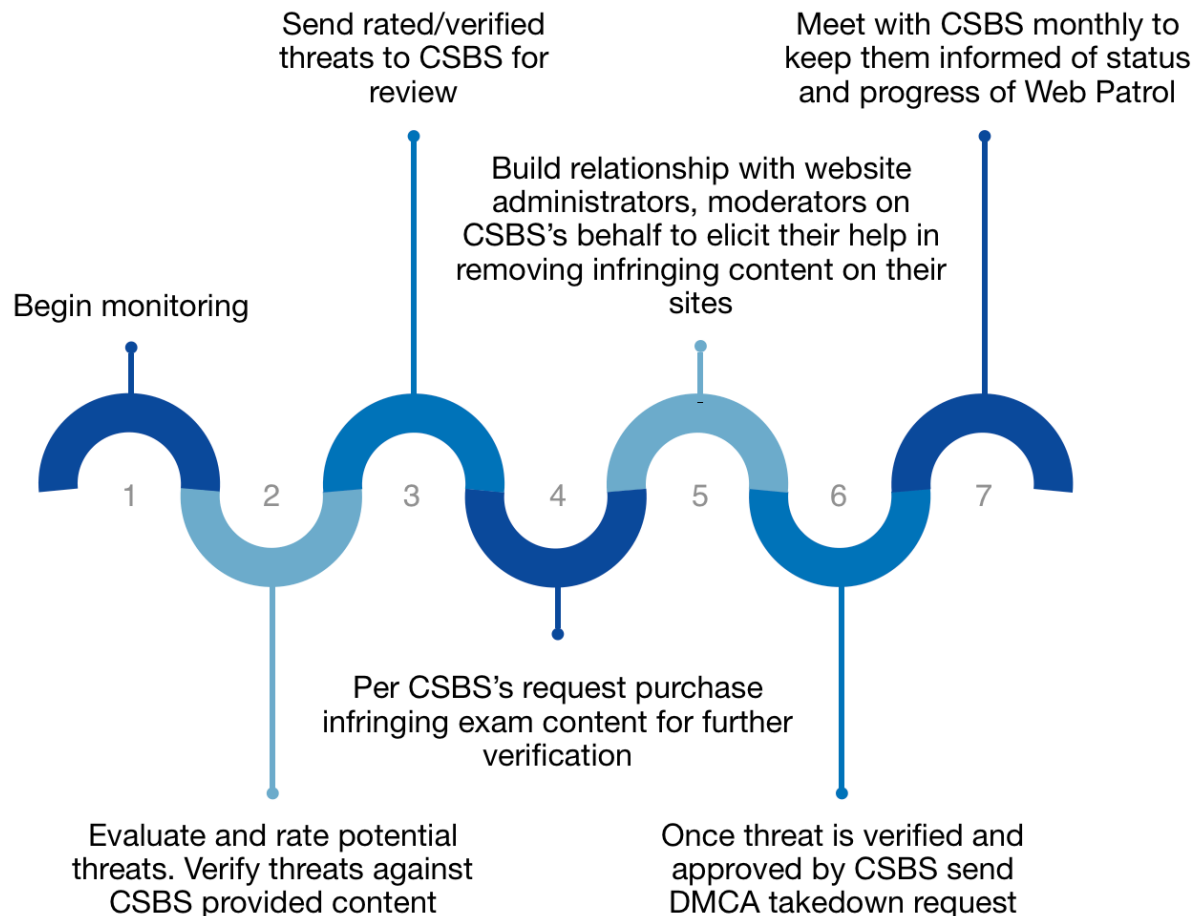 Send rated/verified
threats to CSBS for
review
Meet with CSBS monthly to
keep them informed of status
and progress of Web Patrol
Build relationship with website
administrators, moderators on
CSBS’s behalf to elicit their help in
removing infringing content on their
sites
Begin monitoring
1
2
3
4
5
6
7
Per CSBS’s request purchase
infringing exam content for further
verification
Evaluate and rate potential
threats. Verify threats against
CSBS provided content
Once threat is verified and
approved by CSBS send
DMCA takedown request